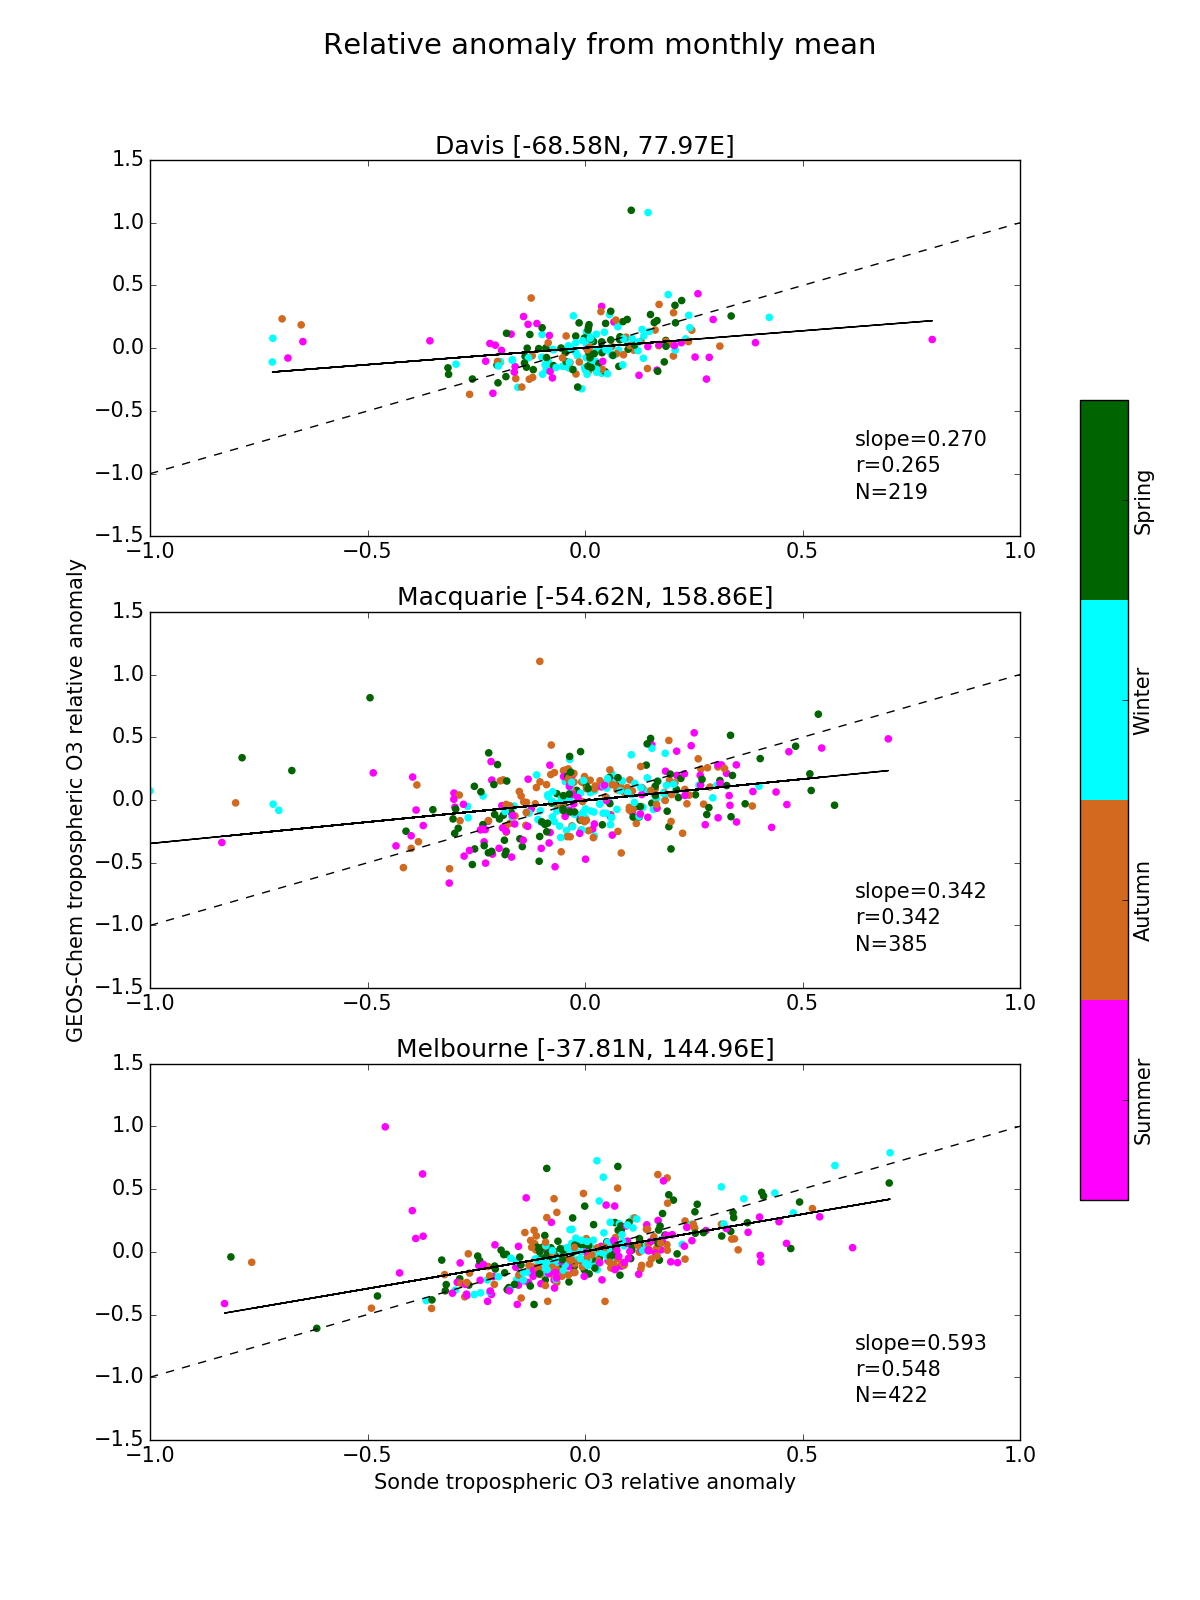 Relative anomaly from monthly mean
Davis [-68.58N, 77.97E]
1.5
1.0
0.5
0.0
−0.5
−1.0
−1.5
slope=0.270
r=0.265
N=219
−1.0 −0.5 0.0 0.5 1.0
Macquarie [-54.62N, 158.86E]
1.5
1.0
0.5
0.0
−0.5
−1.0
−1.5
slope=0.342
r=0.342
N=385
−1.0 −0.5 0.0 0.5 1.0
Melbourne [-37.81N, 144.96E]
1.5
1.0
0.5
0.0
−0.5
−1.0
−1.5
slope=0.593
r=0.548
N=422
−1.0 −0.5 0.0 0.5 1.0
Sonde tropospheric O3 relative anomaly
GEOS-Chem tropospheric O3 relative anomaly
Spring
Winter
Autumn
Summer